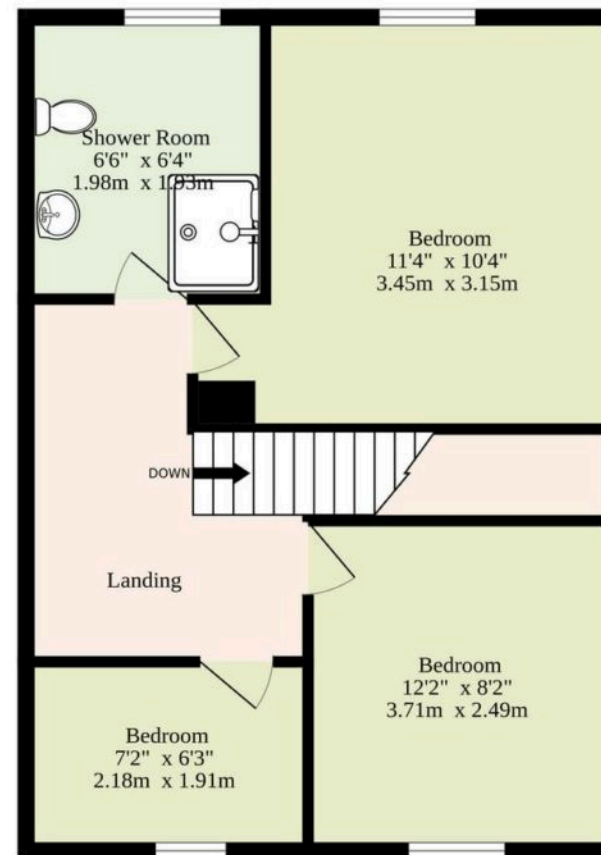 Shower Room
6'6" x 6'4"
1.98m x 1.93m
Bedroom
11'4" x 10'4"
3.45m x 3.15m
DOWN
Landing
Bedroom
12'2" x 8'2"
3.71m x 2.49m
Bedroom
7'2" x 6'3"
2.18m x 1.91m